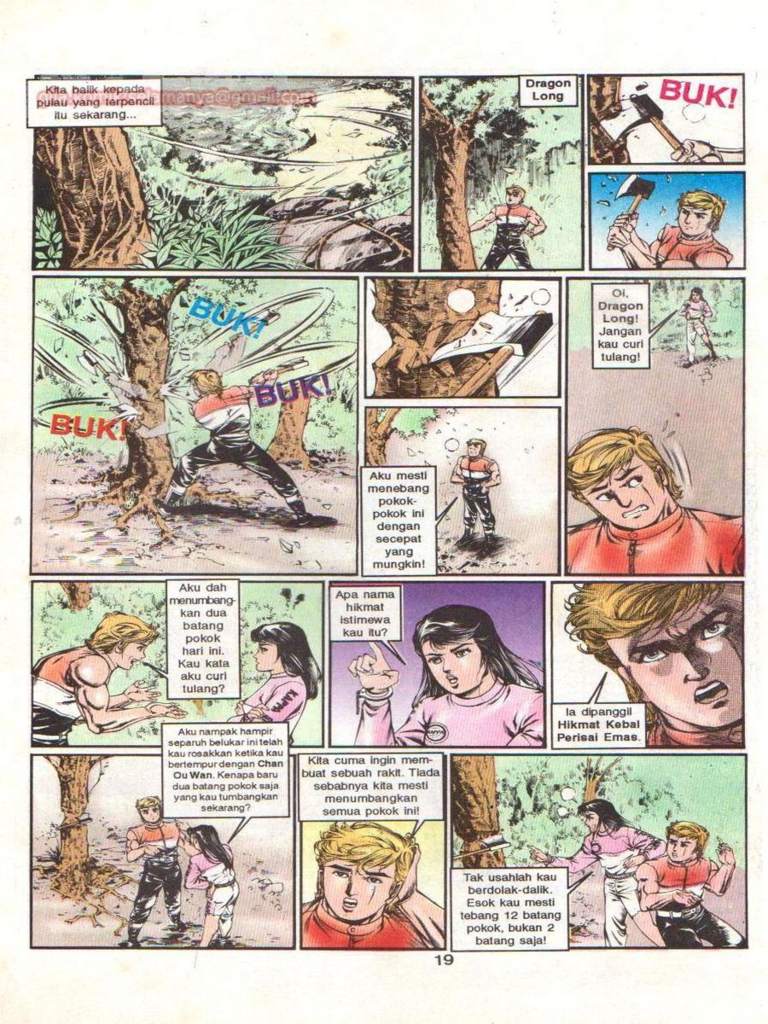 Kita balik kepada
pulau yang terpencil
itu sekarang...
manya@gmail.com
Dragon
Long
BUK!
BUK!
BUK!
BUK!
Oi,
Dragon
Long!
Jangan
kau curi
tulang!
Aku mesti
menebang
pokok-
pokok ini
dengan
secepat
yang
mungkin!
Aku dah
menumbang-
kan dua
batang
pokok
hari ini.
Kau kata
aku curi
tulang?
Apa nama
hikmat
istimewa
kau itu?
Ia dipanggil
Hikmat Kebal
Perisai Emas.
Aku nampak hampir
separuh belukar ini telah
kau rosakkan ketika kau
bertempur dengan Chan
Ou Wan. Kenapa baru
dua batang pokok saja
yang kau tumbangkan
sekarang?
Kita cuma ingin mem-
buat sebuah rakit. Tiada
sebabnya kita mesti
menumbangkan
semua pokok ini!
Tak usahlah kau
berdolak-dalik.
Esok kau mesti
tebang 12 batang
pokok, bukan 2
batang saja!
19